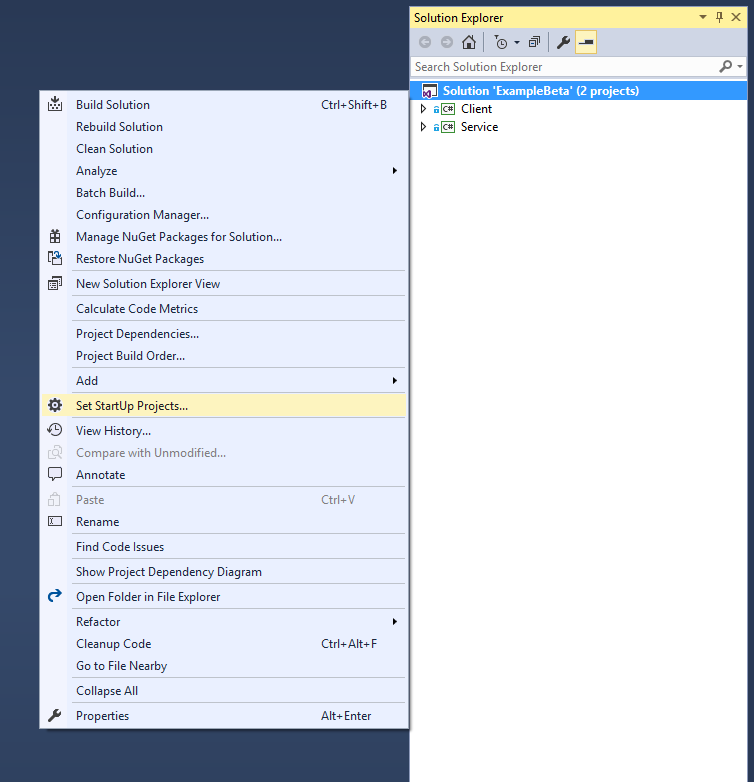 Solution Explorer
Search Solution Explorer
Solution 'ExampleBeta' (2 projects)
C# Client
C# Service
Build Solution Ctrl+Shift+B
Rebuild Solution
Clean Solution
Analyze
Batch Build...
Configuration Manager...
Manage NuGet Packages for Solution...
Restore NuGet Packages
New Solution Explorer View
Calculate Code Metrics
Project Dependencies...
Project Build Order...
Add
Set StartUp Projects...
View History...
Compare with Unmodified...
Annotate
Paste Ctrl+V
Rename
Find Code Issues
Show Project Dependency Diagram
Open Folder in File Explorer
Refactor
Cleanup Code Ctrl+Alt+F
Go to File Nearby
Collapse All
Properties Alt+Enter